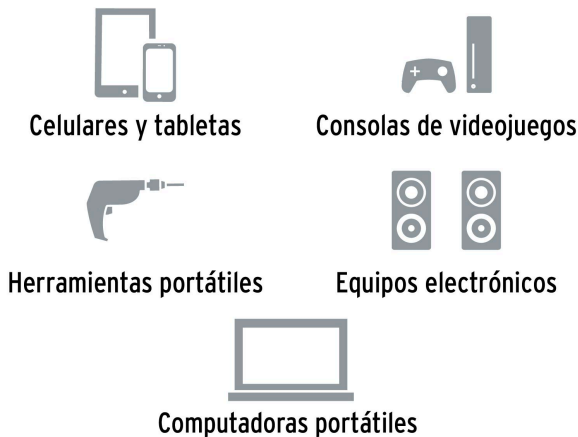 Celulares y tabletas
Consolas de videojuegos
Herramientas portátiles
Equipos electrónicos
Computadoras portátiles